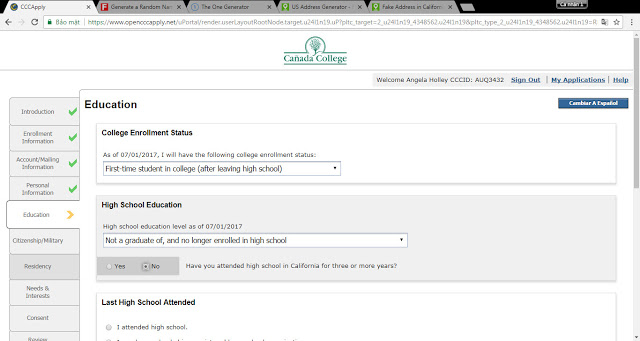 CCCApply
Generate a Random Na
The One Generator
US Address Generator -
Fake Address in California
Cá nhân 1
Bảo mật
https://www.openccapply.net/uPortal/render.userLayoutRootNode.target.u24l1n19.uP?pltc_target=2_u24l1n19_4348562.u24l1n19&pltc_type_2_u24l1n19_4348562.u24l1n19=R
Cañada College
Welcome Angela Holley CCCID: AUQ3432 Sign Out | My Applications | Help
Education
Cambiar A Español
Introduction
Enrollment
Information
Account/Mailing
Information
Personal
Information
Education
Citizenship/Military
Residency
Needs &
Interests
Consent
Review
College Enrollment Status
As of 07/01/2017, I will have the following college enrollment status:
First-time student in college (after leaving high school)
High School Education
High school education level as of 07/01/2017
Not a graduate of, and no longer enrolled in high school
Yes No Have you attended high school in California for three or more years?
Last High School Attended
I attended high school.